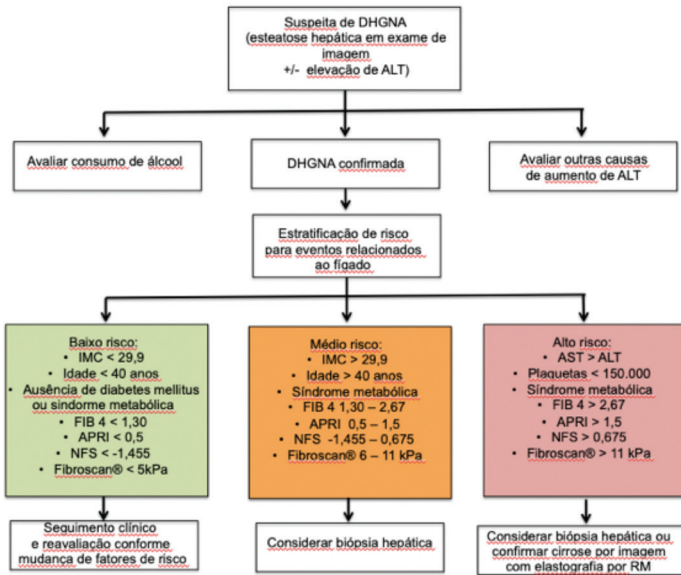 Suspeita de DHGNA
(esteatose hepática em exame de
imagem
+/- elevação de ALT)
Avaliar consumo de álcool
DHGNA confirmada
Avaliar outras causas
de aumento de ALT
Estratificação de risco
para eventos relacionados
ao fígado
Baixo risco:
• IMC < 29,9
• Idade < 40 anos
• Ausência de diabetes mellitus
ou sindorme metabólica
• FIB 4 < 1,30
• APRI < 0,5
• NFS < -1,455
• Fibroscan® < 5kPa
Médio risco:
• IMC > 29,9
• Idade > 40 anos
• Síndrome metabólica
• FIB 4 1,30 – 2,67
• APRI 0,5 – 1,5
• NFS -1,455 – 0,675
• Fibroscan® 6 – 11 kPa
Alto risco:
• AST > ALT
• Plaquetas < 150.000
• Síndrome metabólica
• FIB 4 > 2,67
• APRI > 1,5
• NFS > 0,675
• Fibroscan® > 11 kPa
Seguimento clínico
e reavaliação conforme
mudança de fatores de risco
Considerar biópsia hepática
Considerar biópsia hepática ou
confirmar cirrose por imagem
com elastografia por RM